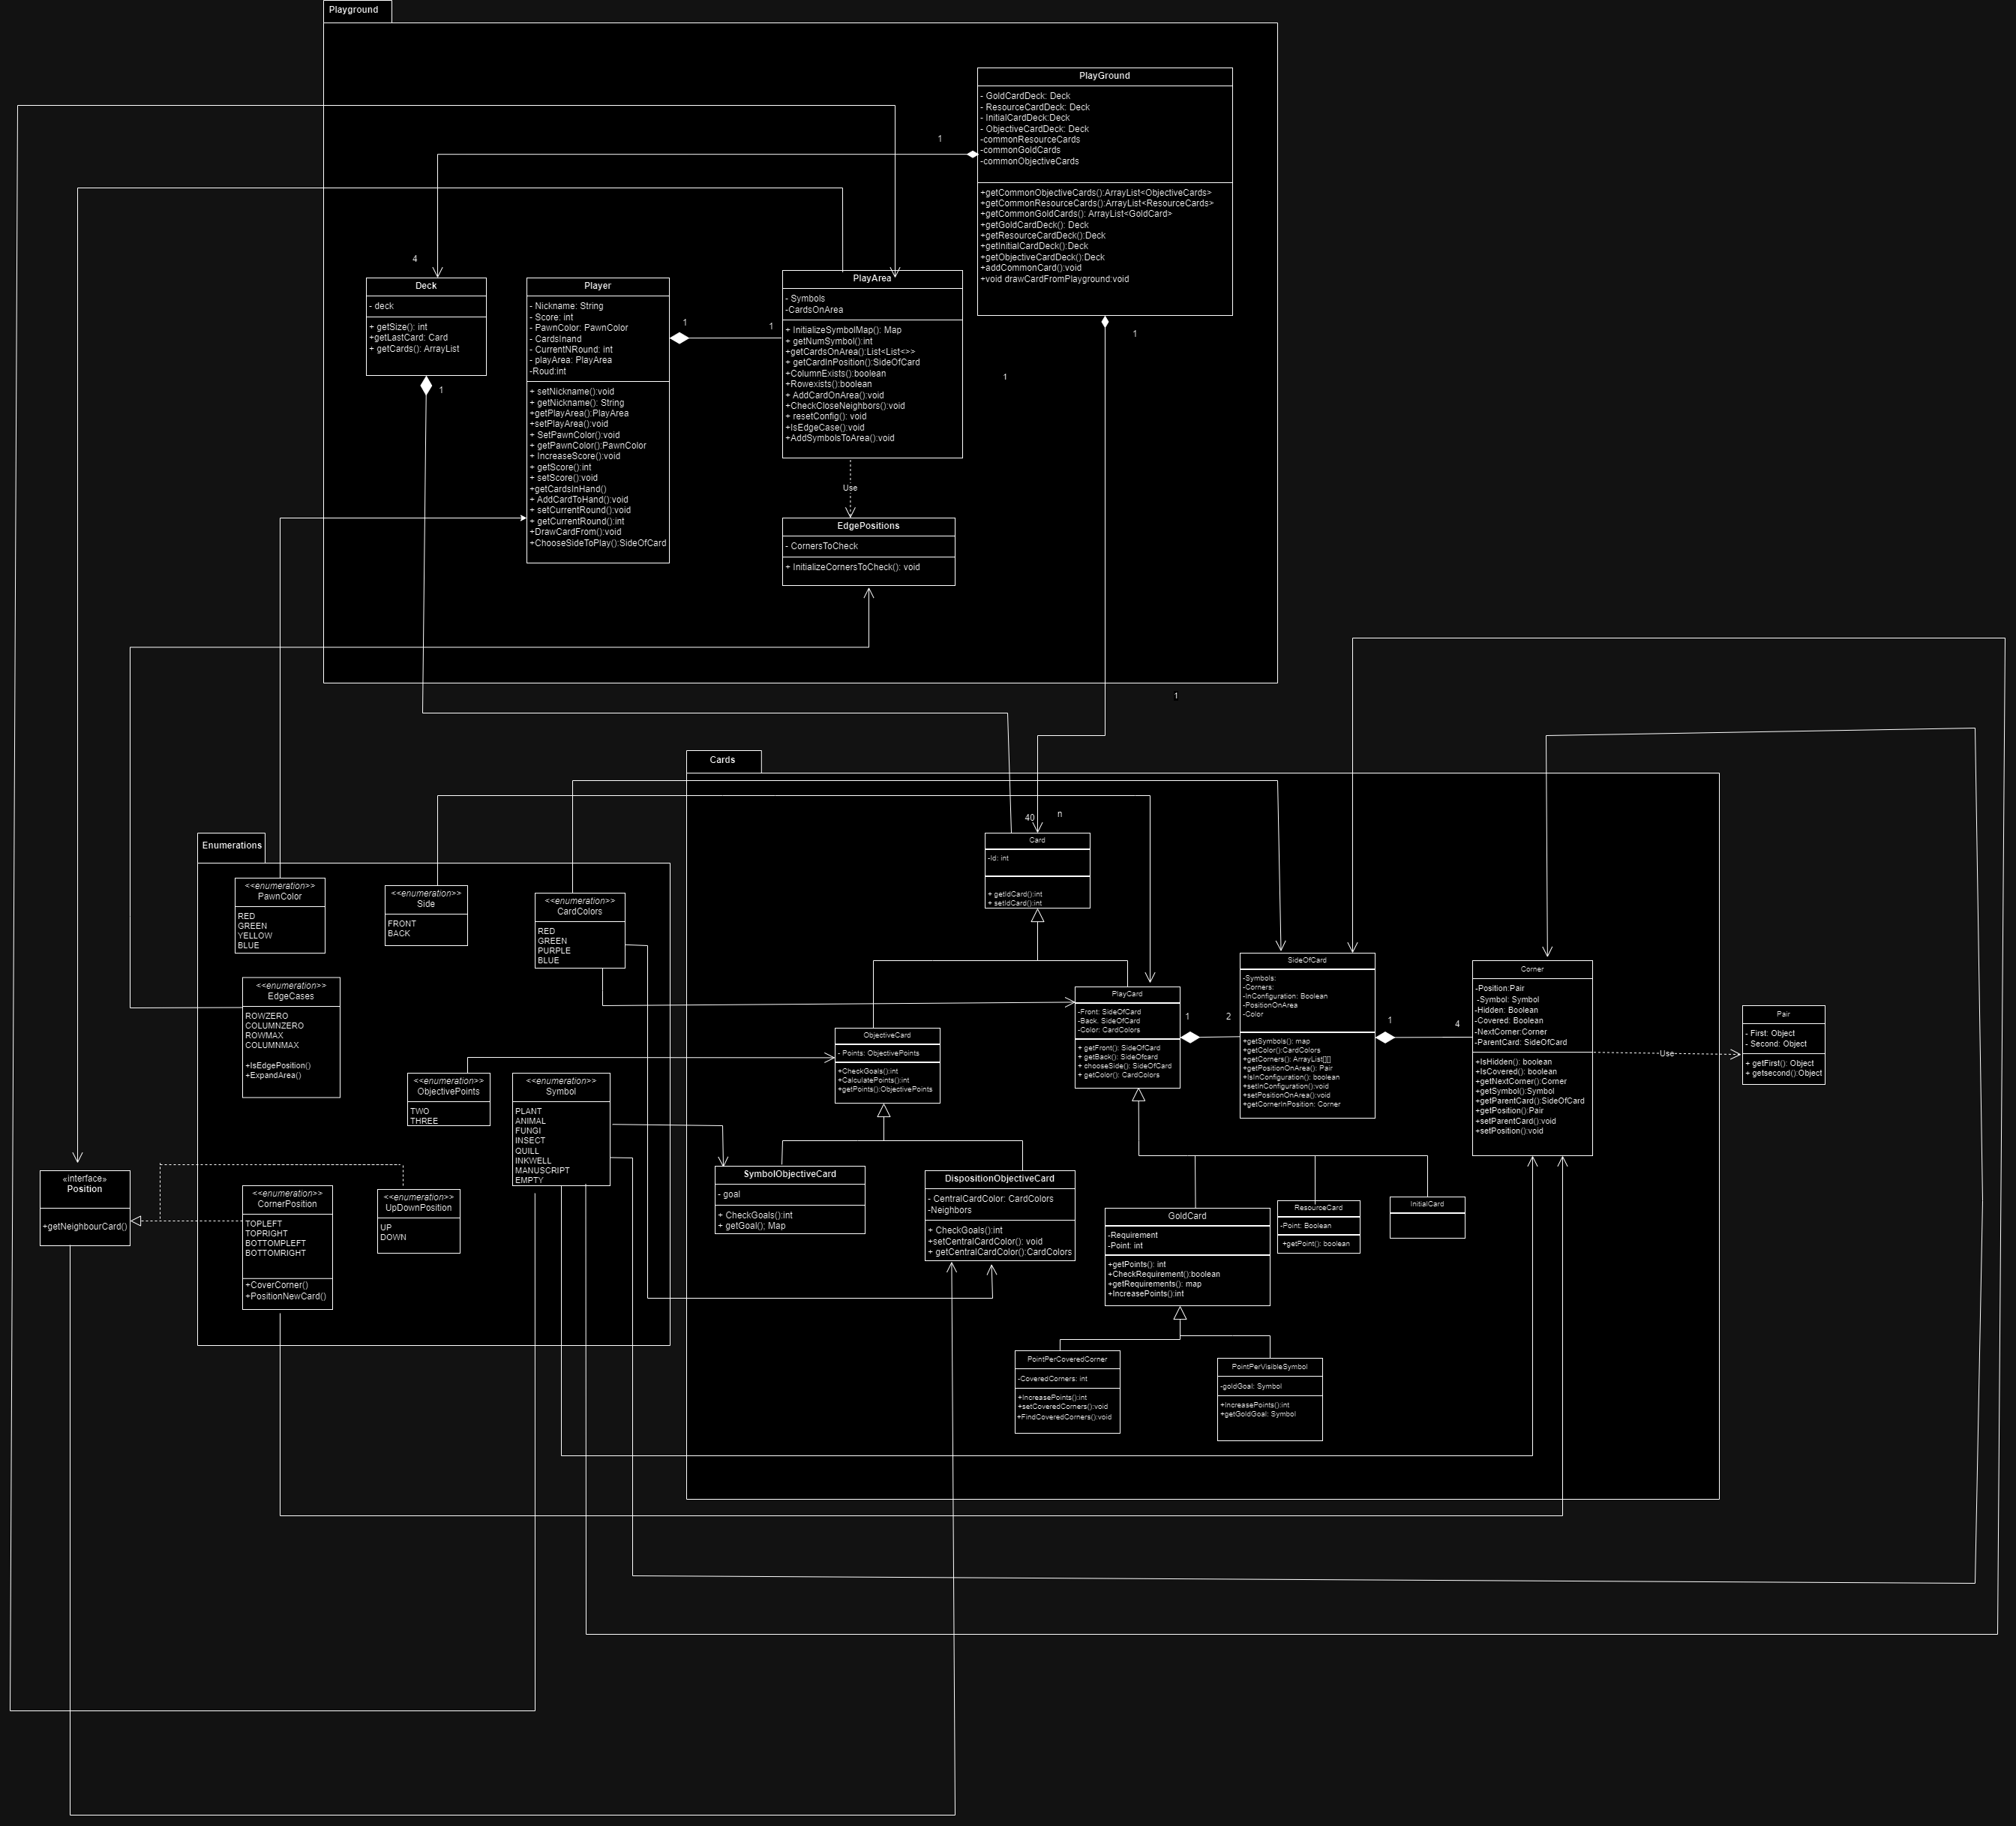 Playground
PlayGround
- GoldCardDeck: Deck
- ResourceCardDeck: Deck
- InitialCardDeck:Deck
- ObjectiveCardDeck: Deck
-commonResourceCards
-commonGoldCards
-commonObjectiveCards
+getCommonObjectiveCards():ArrayList<ObjectiveCards>
+getCommonResourceCards():ArrayList<ResourceCards>
+getCommonGoldCards(): ArrayList<GoldCard>
+getGoldCardDeck(): Deck
+getResourceCardDeck():Deck
+getInitialCardDeck():Deck
+getObjectiveCardDeck():Deck
+addCommonCard():void
+void drawCardFromPlayground:void
1
4
1
Deck
- deck
+ getSize(): int
+getLastCard: Card
+ getCards(): ArrayList
1
Player
- Nickname: String
- Score: int
- PawnColor: PawnColor
- CardsInand
- CurrentNRound: int
- playArea: PlayArea
-Roud:int
+ setNickname():void
+ getNickname(): String
+getPlayArea():PlayArea
+setPlayArea():void
+ SetPawnColor():void
+ getPawnColor():PawnColor
+ IncreaseScore():void
+ getScore():int
+ setScore():void
+getCardsInHand()
+ AddCardToHand():void
+ setCurrentRound():void
+ getCurrentRound():int
+DrawCardFrom():void
+ChooseSideToPlay():SideOfCard
1
1
PlayArea
- Symbols
-CardsOnArea
+ InitializeSymbolMap(): Map
+ getNumSymbol():int
+getCardsOnArea():List<List<>>
+ getCardInPosition():SideOfCard
+ColumnExists():boolean
+Rowexists():boolean
+ AddCardOnArea():void
+CheckCloseNeighbors():void
+ resetConfig(): void
+IsEdgeCase():void
+AddSymbolsToArea():void
1
Use
EdgePositions
- CornersToCheck
+ InitializeCornersToCheck(): void
1
Cards
40
n
Card
-Id: int
+ getIdCard():int
+ setIdCard():int
Enumerations
<<enumeration>>
PawnColor
RED
GREEN
YELLOW
BLUE
<<enumeration>>
Side
FRONT
BACK
<<enumeration>>
CardColors
RED
GREEN
PURPLE
BLUE
<<enumeration>>
EdgeCases
ROWZERO
COLUMNZERO
ROWMAX
COLUMNMAX
+IsEdgePosition()
+ExpandArea()
<<enumeration>>
ObjectivePoints
TWO
THREE
<<enumeration>>
Symbol
PLANT
ANIMAL
FUNGI
INSECT
QUILL
INKWELL
MANUSCRIPT
EMPTY
«interface»
Position
+getNeighbourCard()
<<enumeration>>
CornerPosition
TOPLEFT
TOPRIGHT
BOTTOMPLEFT
BOTTOMRIGHT
+CoverCorner()
+PositionNewCard()
<<enumeration>>
UpDownPosition
UP
DOWN
ObjectiveCard
- Points: ObjectivePoints
+CheckGoals():int
+CalculatePoints():int
+getPoints():ObjectivePoints
PlayCard
-Front: SideOfCard
-Back: SideOfCard
-Color: CardColors
+ getFront(): SideOfCard
+ getBack(): SideOfcard
+ chooseSide(): SideOfCard
+ getColor(): CardColors
1
2
SideOfCard
-Symbols:
-Corners:
-InConfiguration: Boolean
-PositionOnArea
-Color
+getSymbols(): map
+getColor():CardColors
+getCorners(): ArrayList[][]
+getPositionOnArea(): Pair
+IsInConfiguration(): boolean
+setInConfiguration():void
+setPositionOnArea():void
+getCornerInPosition: Corner
1
4
Corner
-Position:Pair
-Symbol: Symbol
-Hidden: Boolean
-Covered: Boolean
-NextCorner:Corner
-ParentCard: SideOfCard
+IsHidden(): boolean
+IsCovered(): boolean
+getNextCorner():Corner
+getSymbol():Symbol
+getParentCard():SideOfCard
+getPosition():Pair
+setParentCard():void
+setPosition():void
Use
Pair
- First: Object
- Second: Object
+ getFirst(): Object
+ getsecond():Object
SymbolObjectiveCard
- goal
+ CheckGoals():int
+ getGoal(); Map
DispositionObjectiveCard
- CentralCardColor: CardColors
-Neighbors
+ CheckGoals():int
+setCentralCardColor(): void
+ getCentralCardColor():CardColors
GoldCard
-Requirement
-Point: int
+getPoints(): int
+CheckRequirement():boolean
+getRequirements(): map
+IncreasePoints():int
ResourceCard
-Point: Boolean
+getPoint(): boolean
InitialCard
PointPerCoveredCorner
-CoveredCorners: int
+IncreasePoints():int
+setCoveredCorners():void
+FindCoveredCorners():void
PointPerVisibleSymbol
-goldGoal: Symbol
+IncreasePoints():int
+getGoldGoal: Symbol